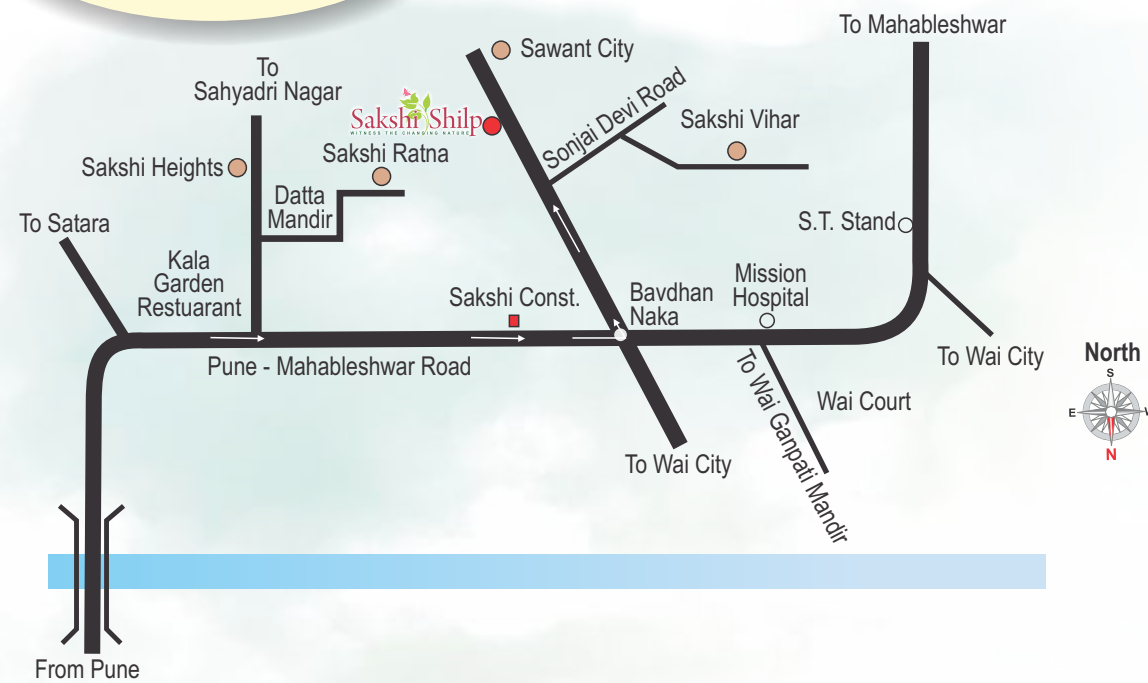 To Mahableshwar
Sawant City
To
Sahyadri Nagar
Sakshi Shilp
WITNESS THE CHANGING NATURE
Sonjai Devi Road
Sakshi Vihar
Sakshi Ratna
Sakshi Heights
Datta
Mandir
To Satara
S.T. Stand
Kala
Garden
Restuarant
Sakshi Const.
Bavdhan
Naka
Mission
Hospital
Pune - Mahableshwar Road
To Wai City
North
S
E
W
N
To Wai Ganpati Mandir
Wai Court
To Wai City
From Pune